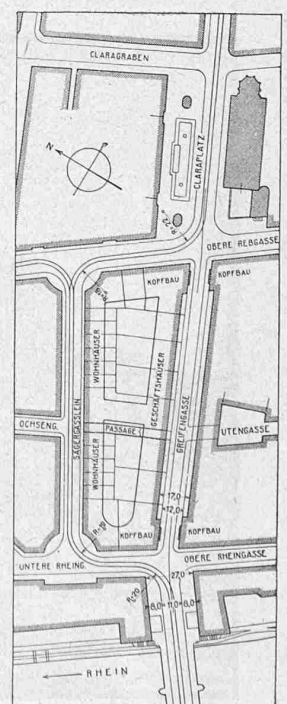 CLARAGRABEN
N
CLARAPLATZ
OBERE REBGASSE
KOPFBAU
KOPFBAU
WOHNHÄUSER
GESCHÄFTSHÄUSER
GREIFENGASSE
SÄGERGÄSSLEIN
OCHSENG.
PASSAGE
UTENGASSE
WOHNHÄUSER
17,0
12,0
KOPFBAU
KOPFBAU
UNTERE RHEING.
OBERE RHEINGASSE
27,0
8,0 11,0 8,0
RHEIN